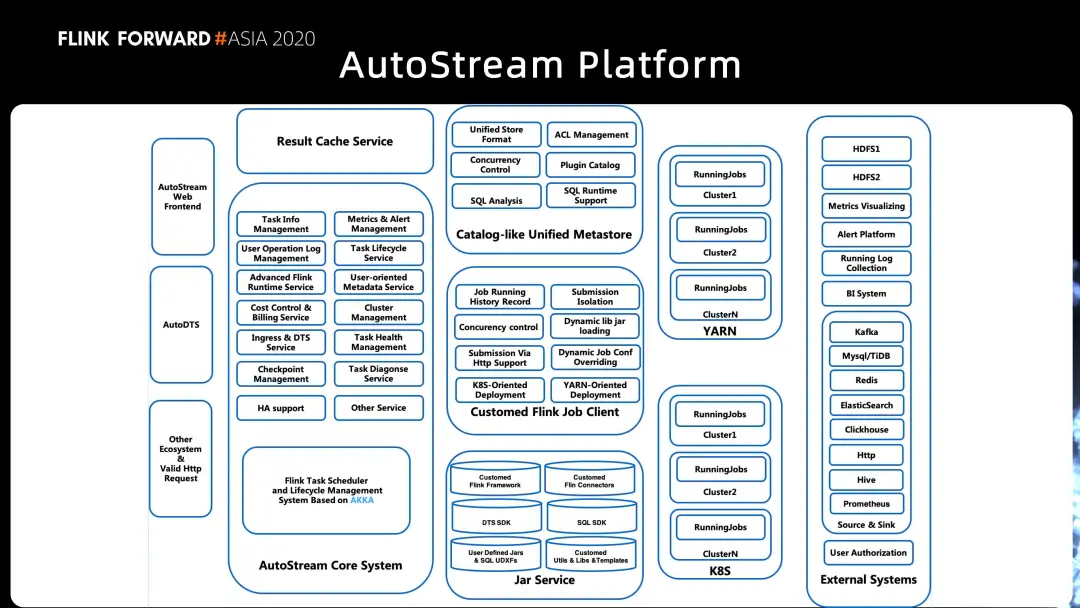 FLINK FORWARD #ASIA 2020
AutoStream Platform
AutoStream
Web
Frontend
AutoDTS
Other
Ecosystem
&
Valid Http
Request
Result Cache Service
Task Info
Management
Metrics & Alert
Management
User Operation Log
Management
Task Lifecycle
Service
Advanced Flink
Runtime Service
User-oriented
Metadata Service
Cost Control &
Billing Service
Cluster
Management
Ingress & DTS
Service
Task Health
Management
Checkpoint
Management
Task Diagonse
Service
HA support
Other Service
Flink Task Scheduler
and Lifecycle Management
System Based on AKKA
AutoStream Core System
Unified Store
Format
ACL Management
Concurrency
Control
Plugin Catalog
SQL Analysis
SQL Runtime
Support
Catalog-like Unified Metastore
Job Running
History Record
Submission
Isolation
Concurency control
Dynamic lib jar
loading
Submission Via
Http Support
Dynamic Job Conf
Overriding
K8S-Oriented
Deployment
YARN-Oriented
Deployment
Customed Flink Job Client
Customed
Flink Framework
Customed
Flin Connectors
DTS SDK
SQL SDK
User Defined Jars
& SQL UDXFs
Customed
Utils & Libs &Templates
Jar Service
RunningJobs
Cluster1
RunningJobs
Cluster2
RunningJobs
ClusterN
YARN
RunningJobs
Cluster1
RunningJobs
Cluster2
RunningJobs
ClusterN
K8S
HDFS1
HDFS2
Metrics Visualizing
Alert Platform
Running Log
Collection
BI System
Kafka
Mysql/TiDB
Redis
ElasticSearch
Clickhouse
Http
Hive
Prometheus
Source & Sink
User Authorization
External Systems